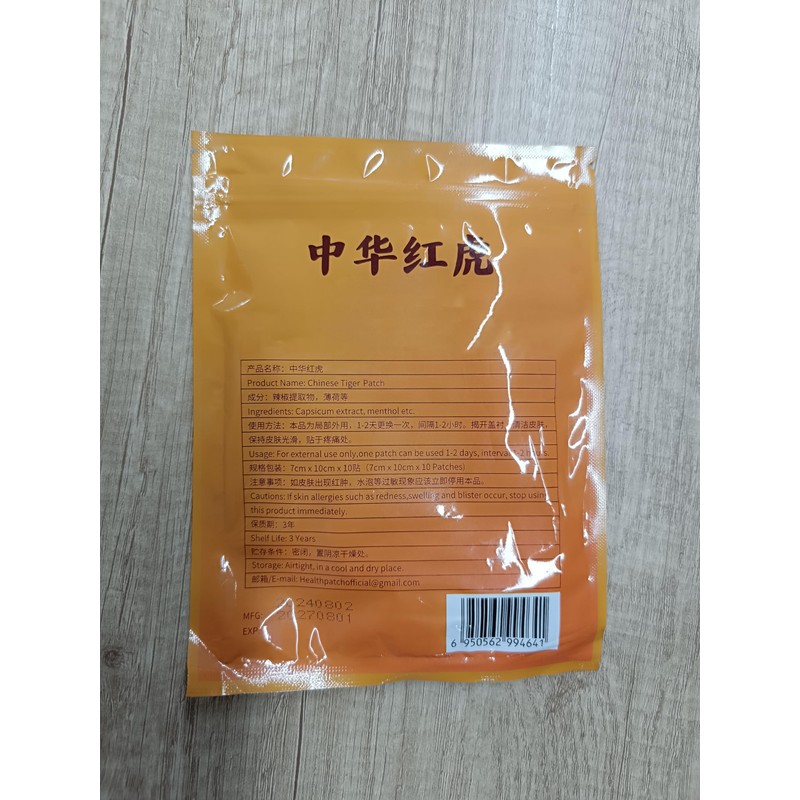 中华红虎
产品名称：中华红虎
Product Name: Chinese Tiger Patch
成分：辣椒提取物，薄荷等
Ingredients: Capsicum extract, menthol etc.
使用方法：本品为局部外用，1-2天更换一次，间隔1-2小时。揭开盖衬，清洁皮肤，
保持皮肤光滑，贴于疼痛处。
Usage: For external use only,one patch can be used 1-2 days, interval
规格包装：7cm x 10cm x 10贴（7cm x 10cm x 10 Patches）
注意事项：如皮肤出现红肿，水泡等过敏现象应该立即停用本品。
Cautions: If skin allergies such as redness,swelling and blister occur, stop using
this product immediately.
保质期：3年
Shelf Life: 3 Years
贮存条件：密闭，置阴凉干燥处。
Storage: Airtight, in a cool and dry place.
邮箱/E-mail: Healthpatchofficial@gmail.com
240802
MFG: 20270801
EXP
6 950562 994641